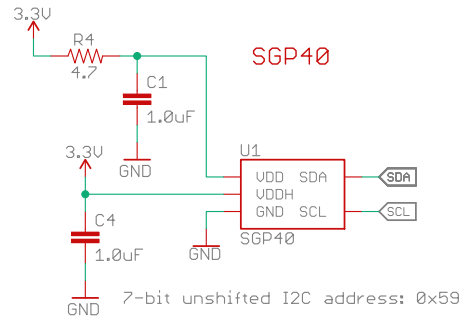 3.3V
R4
4.7
SGP40
C1
1.0uF
GND
3.3V
U1
VDD SDA
SDA
VDDH
GND SCL
SCL
C4
1.0uF
GND
SGP40
GND
7-bit unshifted I2C address: 0x59